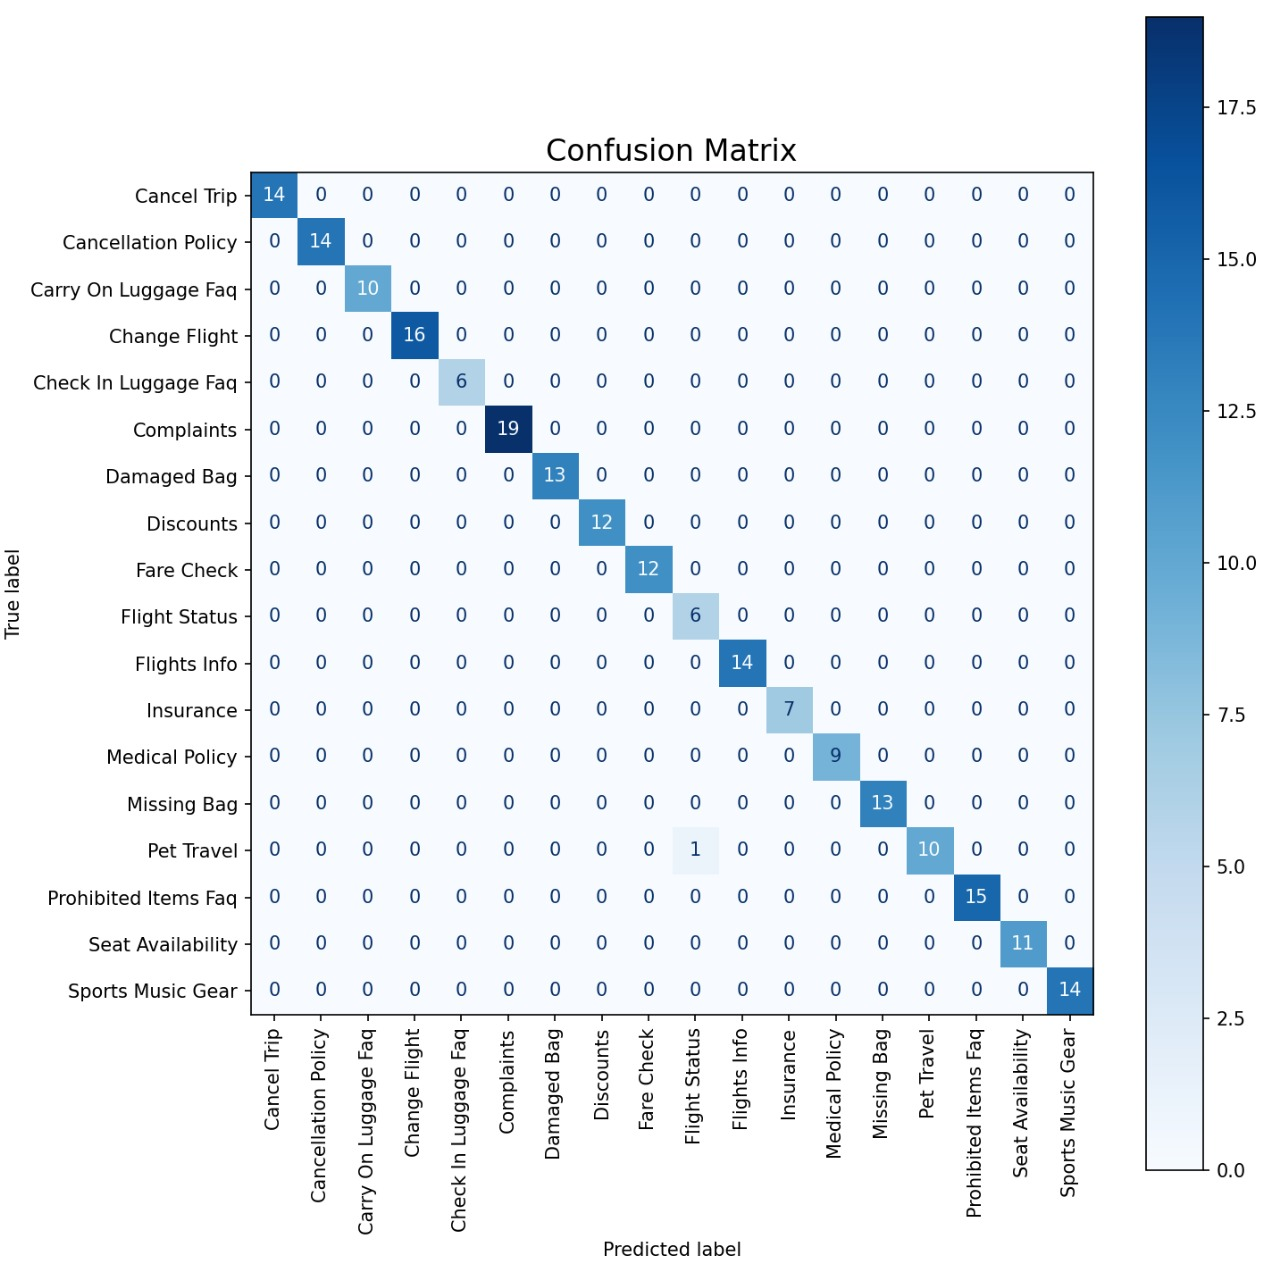 Confusion Matrix
Cancel Trip 14 0 0 0 0 0 0 0 0 0 0 0 0 0 0 0 0 0
Cancellation Policy 0 14 0 0 0 0 0 0 0 0 0 0 0 0 0 0 0 0
Carry On Luggage Faq 0 0 10 0 0 0 0 0 0 0 0 0 0 0 0 0 0 0
Change Flight 0 0 0 16 0 0 0 0 0 0 0 0 0 0 0 0 0 0
Check In Luggage Faq 0 0 0 0 6 0 0 0 0 0 0 0 0 0 0 0 0 0
Complaints 0 0 0 0 0 19 0 0 0 0 0 0 0 0 0 0 0 0
Damaged Bag 0 0 0 0 0 0 13 0 0 0 0 0 0 0 0 0 0 0
Discounts 0 0 0 0 0 0 0 12 0 0 0 0 0 0 0 0 0 0
Fare Check 0 0 0 0 0 0 0 0 12 0 0 0 0 0 0 0 0 0
Flight Status 0 0 0 0 0 0 0 0 0 6 0 0 0 0 0 0 0 0
Flights Info 0 0 0 0 0 0 0 0 0 0 14 0 0 0 0 0 0 0
Insurance 0 0 0 0 0 0 0 0 0 0 0 7 0 0 0 0 0 0
Medical Policy 0 0 0 0 0 0 0 0 0 0 0 0 9 0 0 0 0 0
Missing Bag 0 0 0 0 0 0 0 0 0 0 0 0 0 13 0 0 0 0
Pet Travel 0 0 0 0 0 0 0 0 0 1 0 0 0 0 10 0 0 0
Prohibited Items Faq 0 0 0 0 0 0 0 0 0 0 0 0 0 0 0 15 0 0
Seat Availability 0 0 0 0 0 0 0 0 0 0 0 0 0 0 0 0 11 0
Sports Music Gear 0 0 0 0 0 0 0 0 0 0 0 0 0 0 0 0 0 14
True label
Cancel Trip
Cancellation Policy
Carry On Luggage Faq
Change Flight
Check In Luggage Faq
Complaints
Damaged Bag
Discounts
Fare Check
Flight Status
Flights Info
Insurance
Medical Policy
Missing Bag
Pet Travel
Prohibited Items Faq
Seat Availability
Sports Music Gear
Predicted label
17.5
15.0
12.5
10.0
7.5
5.0
2.5
0.0